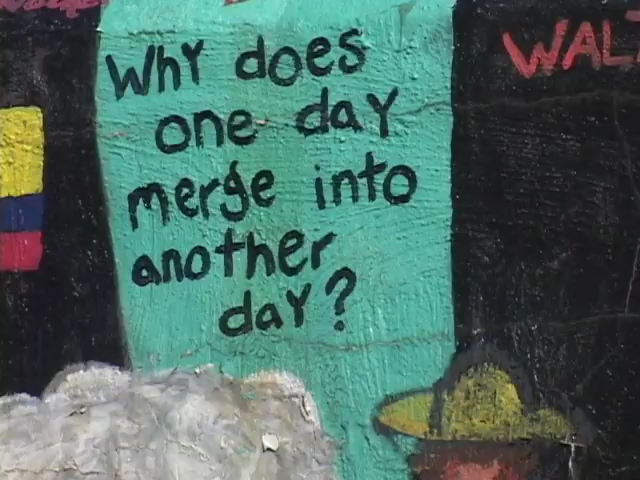 Why does
one day
merge into
another
day?
WAL